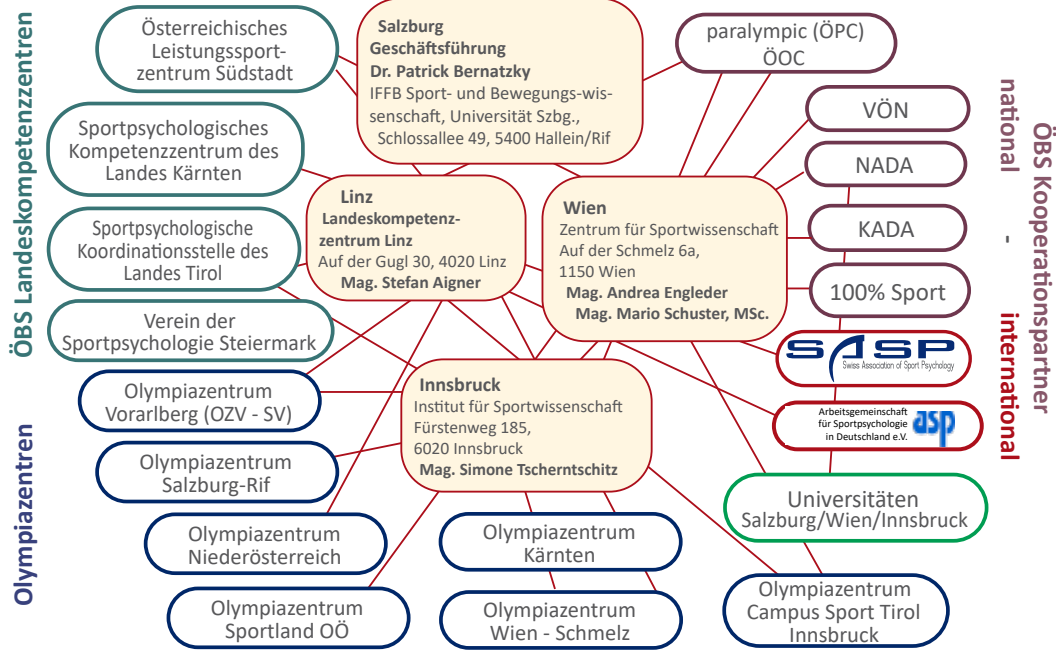 ÖBS Landeskompetenzzentren
Österreichisches
Leistungssport-
zentrum Südstadt
Sportpsychologisches
Kompetenzzentrum des
Landes Kärnten
Sportpsychologische
Koordinationsstelle des
Landes Tirol
Verein der
Sportpsychologie Steiermark
Olympiazentren
Olympiazentrum
Vorarlberg (OZV - SV)
Olympiazentrum
Salzburg-Rif
Olympiazentrum
Niederösterreich
Olympiazentrum
Sportland OÖ
Olympiazentrum
Kärnten
Olympiazentrum
Wien - Schmelz
Olympiazentrum
Campus Sport Tirol
Innsbruck
Salzburg
Geschäftsführung
Dr. Patrick Bernatzky
IFFB Sport- und Bewegungs-wis-
senschaft, Universität Szbg.,
Schlossallee 49, 5400 Hallein/Rif
Linz
Landeskompetenz-
zentrum Linz
Auf der Gugl 30, 4020 Linz
Mag. Stefan Aigner
Wien
Zentrum für Sportwissenschaft
Auf der Schmelz 6a,
1150 Wien
Mag. Andrea Engleder
Mag. Mario Schuster, MSc.
Innsbruck
Institut für Sportwissenschaft
Fürstenweg 185,
6020 Innsbruck
Mag. Simone Tscherntschitz
ÖBS Kooperationspartner
national - international
paralympic (ÖPC)
ÖOC
VÖN
NADA
KADA
100% Sport
SASP
Swiss Association of Sport Psychology
Arbeitsgemeinschaft
für Sportpsychologie
in Deutschland e.V.
asp
Universitäten
Salzburg/Wien/Innsbruck